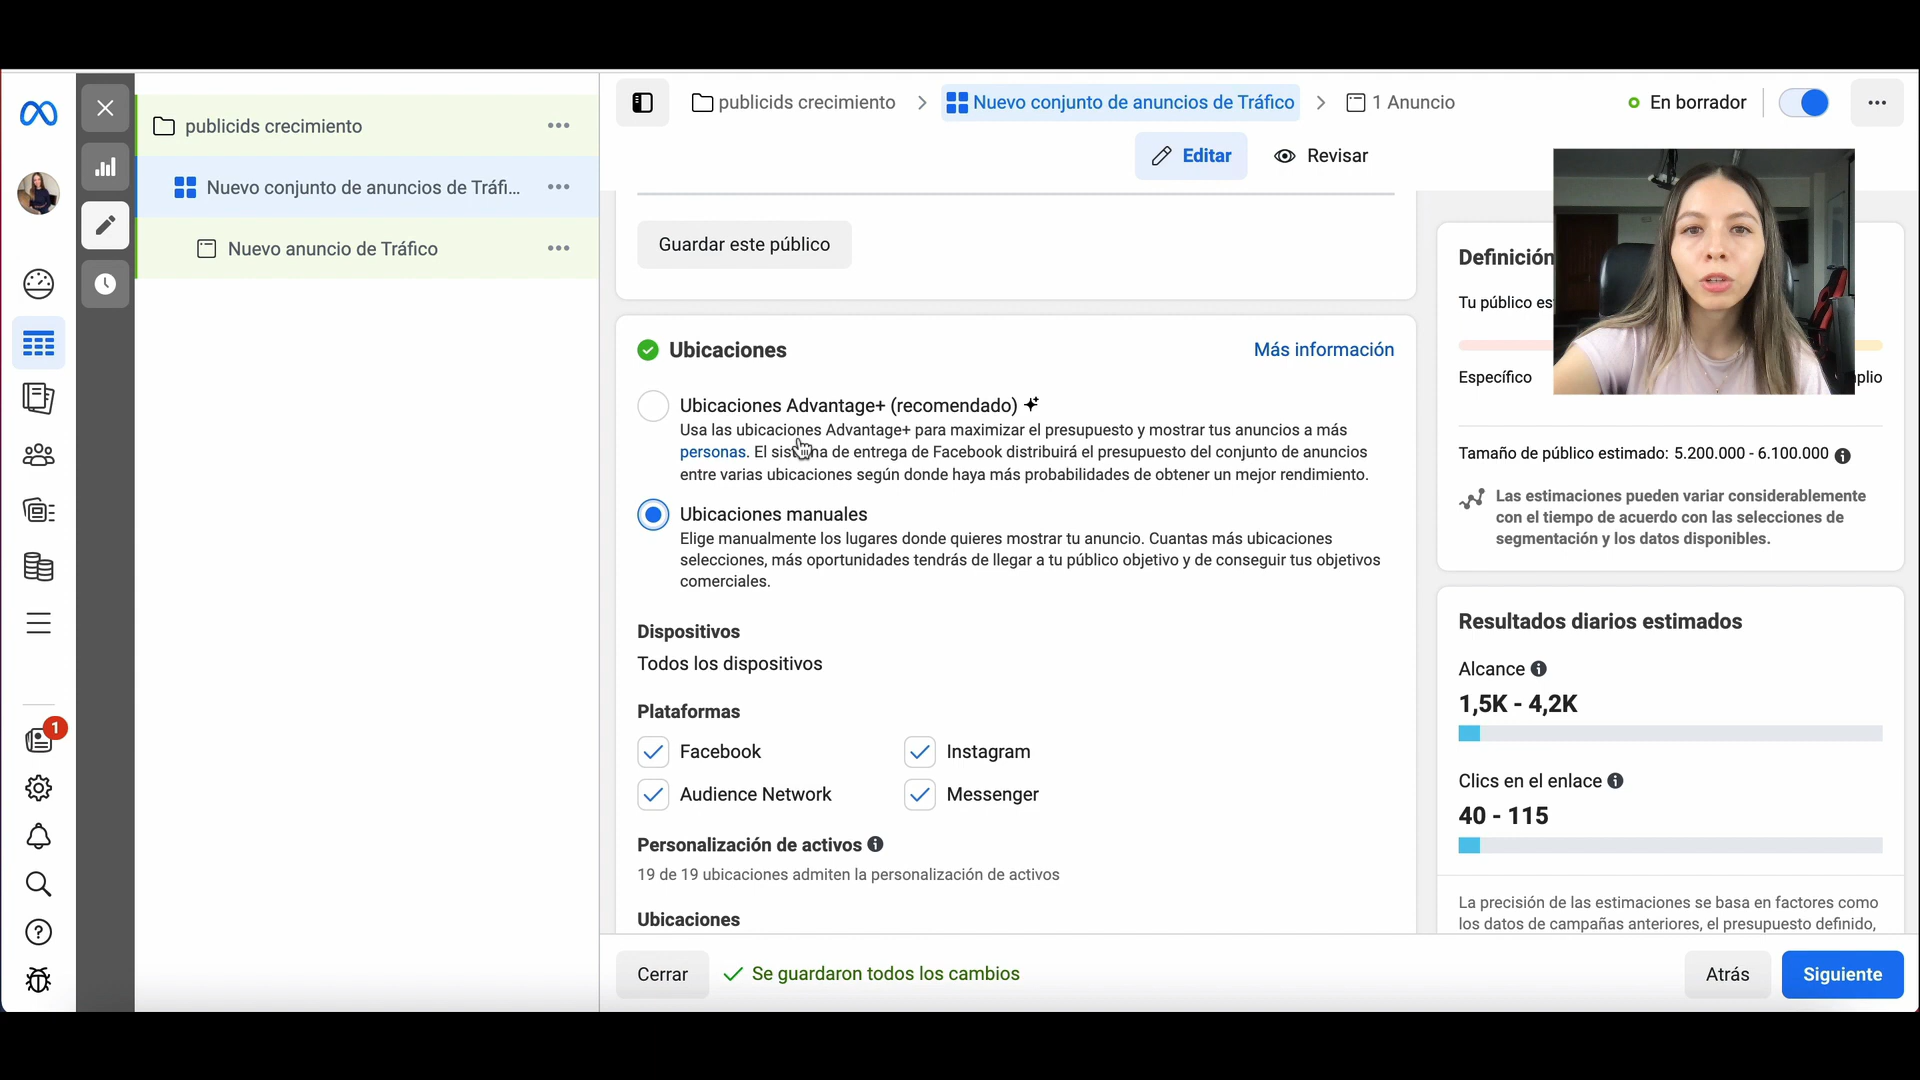 publicids crecimiento
Nuevo conjunto de anuncios de Tráfi...
Nuevo anuncio de Tráfico
1
publicids crecimiento
Nuevo conjunto de anuncios de Tráfico
1 Anuncio
En borrador
Editar
Revisar
Guardar este público
Ubicaciones
Más información
Ubicaciones Advantage+ (recomendado)
Usa las ubicaciones Advantage+ para maximizar el presupuesto y mostrar tus anuncios a más
personas. El sistema de entrega de Facebook distribuirá el presupuesto del conjunto de anuncios
entre varias ubicaciones según donde haya más probabilidades de obtener un mejor rendimiento.
Ubicaciones manuales
Elige manualmente los lugares donde quieres mostrar tu anuncio. Cuantas más ubicaciones
selecciones, más oportunidades tendrás de llegar a tu público objetivo y de conseguir tus objetivos
comerciales.
Dispositivos
Todos los dispositivos
Plataformas
Facebook
Instagram
Audience Network
Messenger
Personalización de activos
19 de 19 ubicaciones admiten la personalización de activos
Ubicaciones
Cerrar
Se guardaron todos los cambios
Atrás
Siguiente
Definición
Tu público es
Específico
plio
Tamaño de público estimado: 5.200.000 - 6.100.000
Las estimaciones pueden variar considerablemente
con el tiempo de acuerdo con las selecciones de
segmentación y los datos disponibles.
Resultados diarios estimados
Alcance
1,5K - 4,2K
Clics en el enlace
40 - 115
La precisión de las estimaciones se basa en factores como
los datos de campañas anteriores, el presupuesto definido,